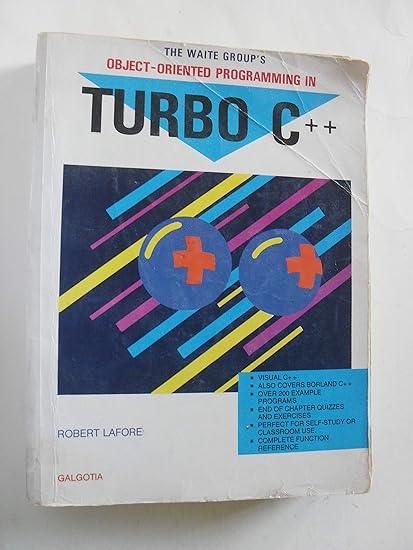 THE WAITE GROUP'S
OBJECT-ORIENTED PROGRAMMING IN
TURBO C++
VISUAL C++
ALSO COVERS BORLAND C++
OVER 200 EXAMPLE
PROGRAMS
END OF CHAPTER QUIZZES
AND EXERCISES
PERFECT FOR SELF-STUDY OR
CLASSROOM USE.
COMPLETE FUNCTION
REFERENCE
ROBERT LAFORE
GALGOTIA